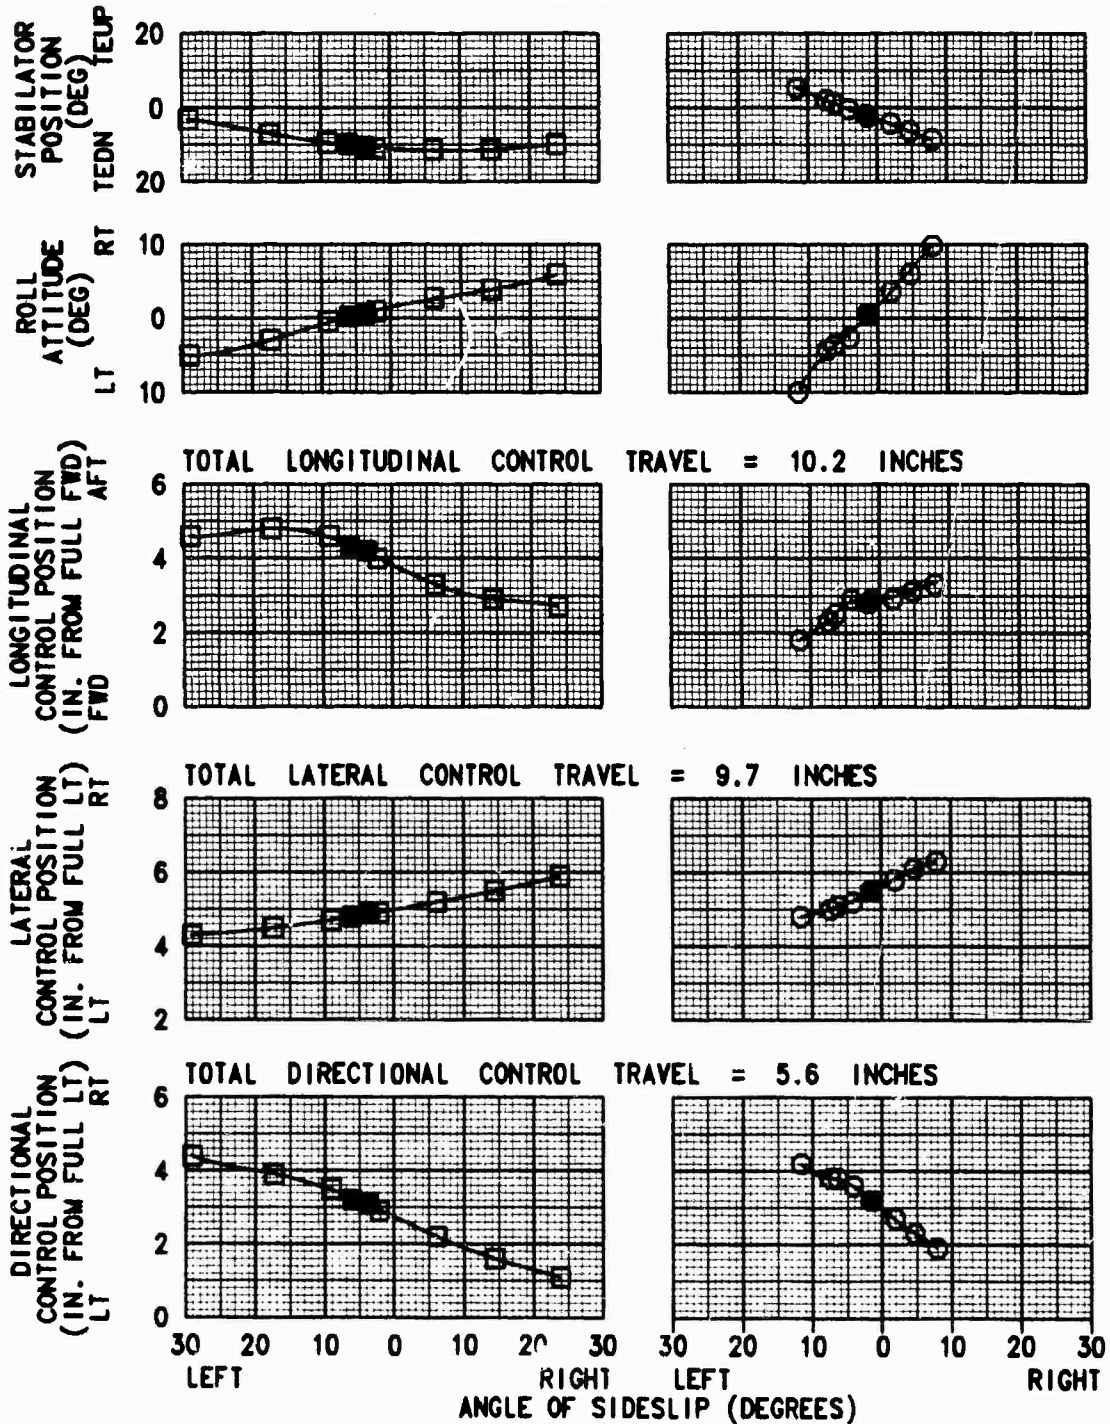 STABILATOR
POSITION
(DEG)
TEDN TEUP
20
0
20
ROLL
ATTITUDE
(DEG)
LT RT
10
0
10
TOTAL LONGITUDINAL CONTROL TRAVEL = 10.2 INCHES
LONGITUDINAL
CONTROL POSITION
(IN. FROM FULL FWD)
FWD AFT
6
4
2
0
TOTAL LATERAL CONTROL TRAVEL = 9.7 INCHES
LATERAL
CONTROL POSITION
(IN. FROM FULL LT)
LT RT
8
6
4
2
TOTAL DIRECTIONAL CONTROL TRAVEL = 5.6 INCHES
DIRECTIONAL
CONTROL POSITION
(IN. FROM FULL LT)
LT RT
6
4
2
0
30 20 10 0 10 20 30 30 20 10 0 10 20 30
LEFT RIGHT LEFT RIGHT
ANGLE OF SIDESLIP (DEGREES)